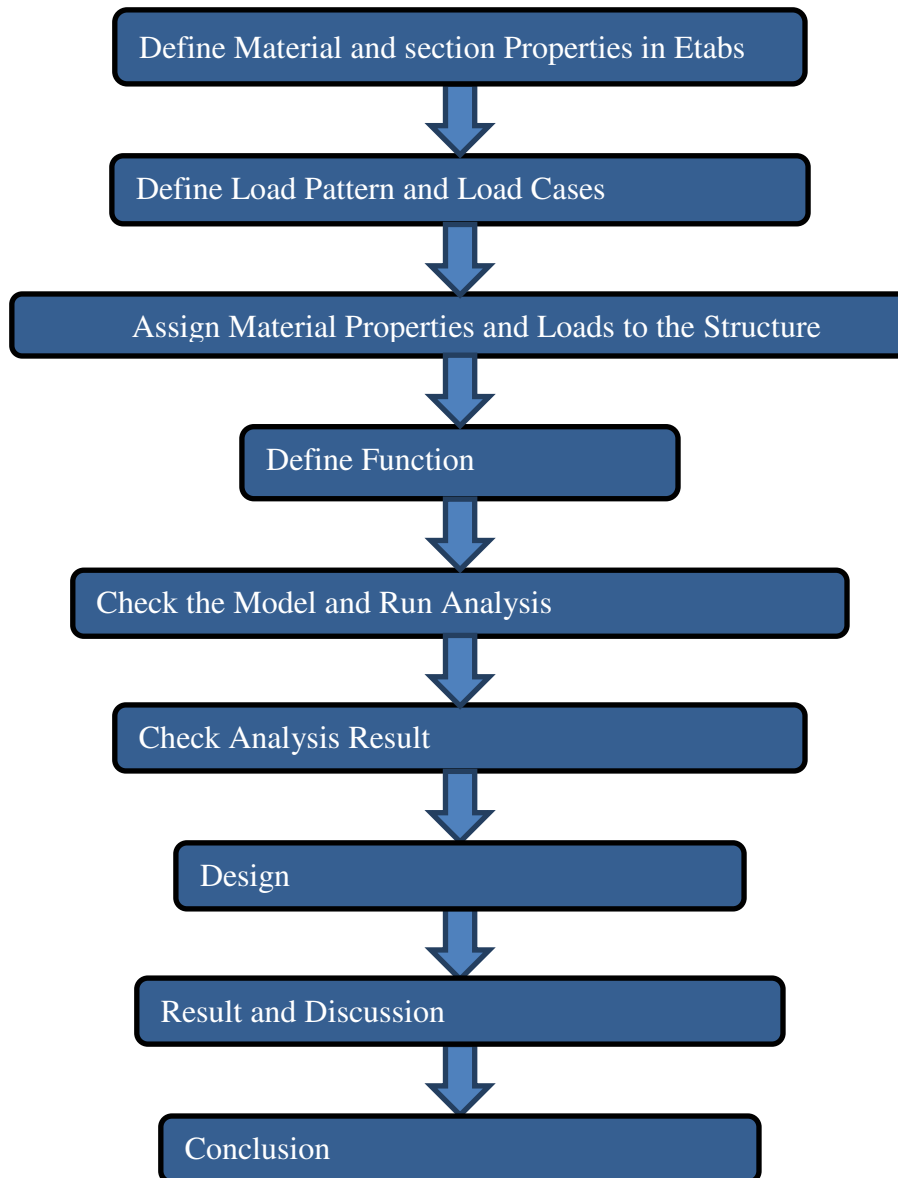 Define Material and section Properties in Etabs
Define Load Pattern and Load Cases
Assign Material Properties and Loads to the Structure
Define Function
Check the Model and Run Analysis
Check Analysis Result
Design
Result and Discussion
Conclusion